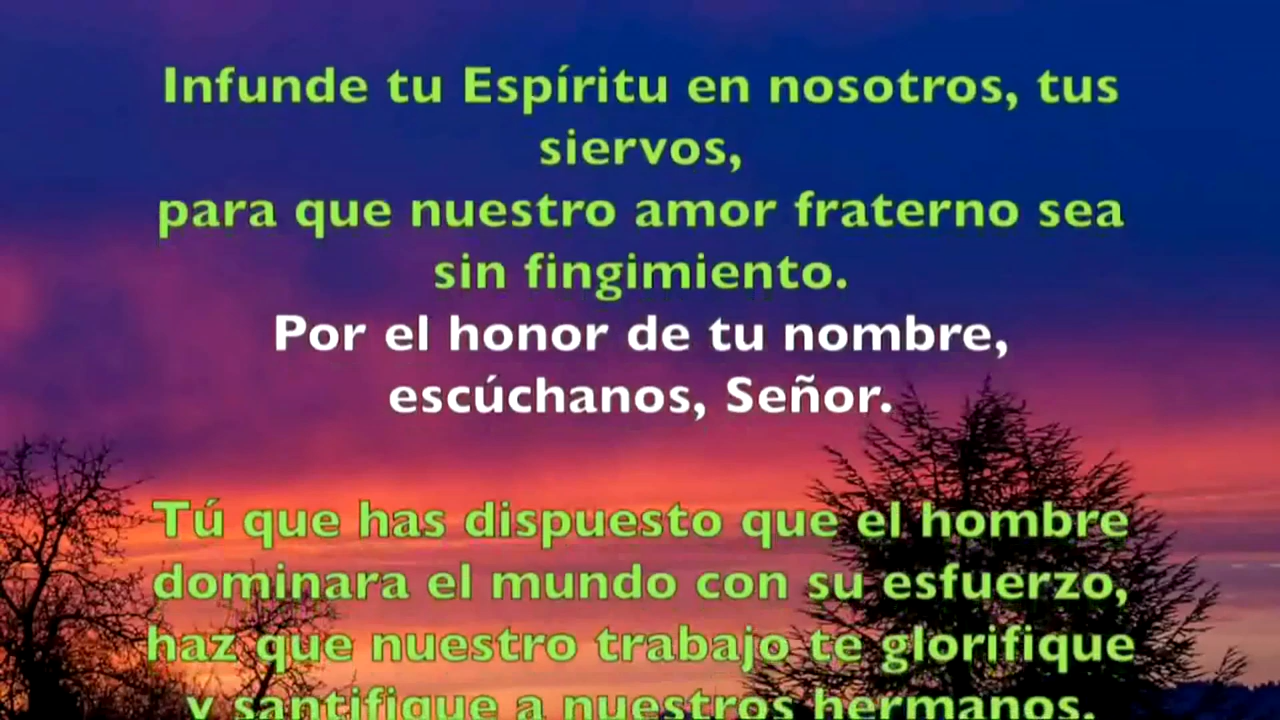 Infunde tu Espíritu en nosotros, tus
siervos,
para que nuestro amor fraterno sea
sin fingimiento.
Por el honor de tu nombre,
escúchanos, Señor.
Tú que has dispuesto que el hombre
dominara el mundo con su esfuerzo,
haz que nuestro trabajo te glorifique
y santifique a nuestros hermanos.